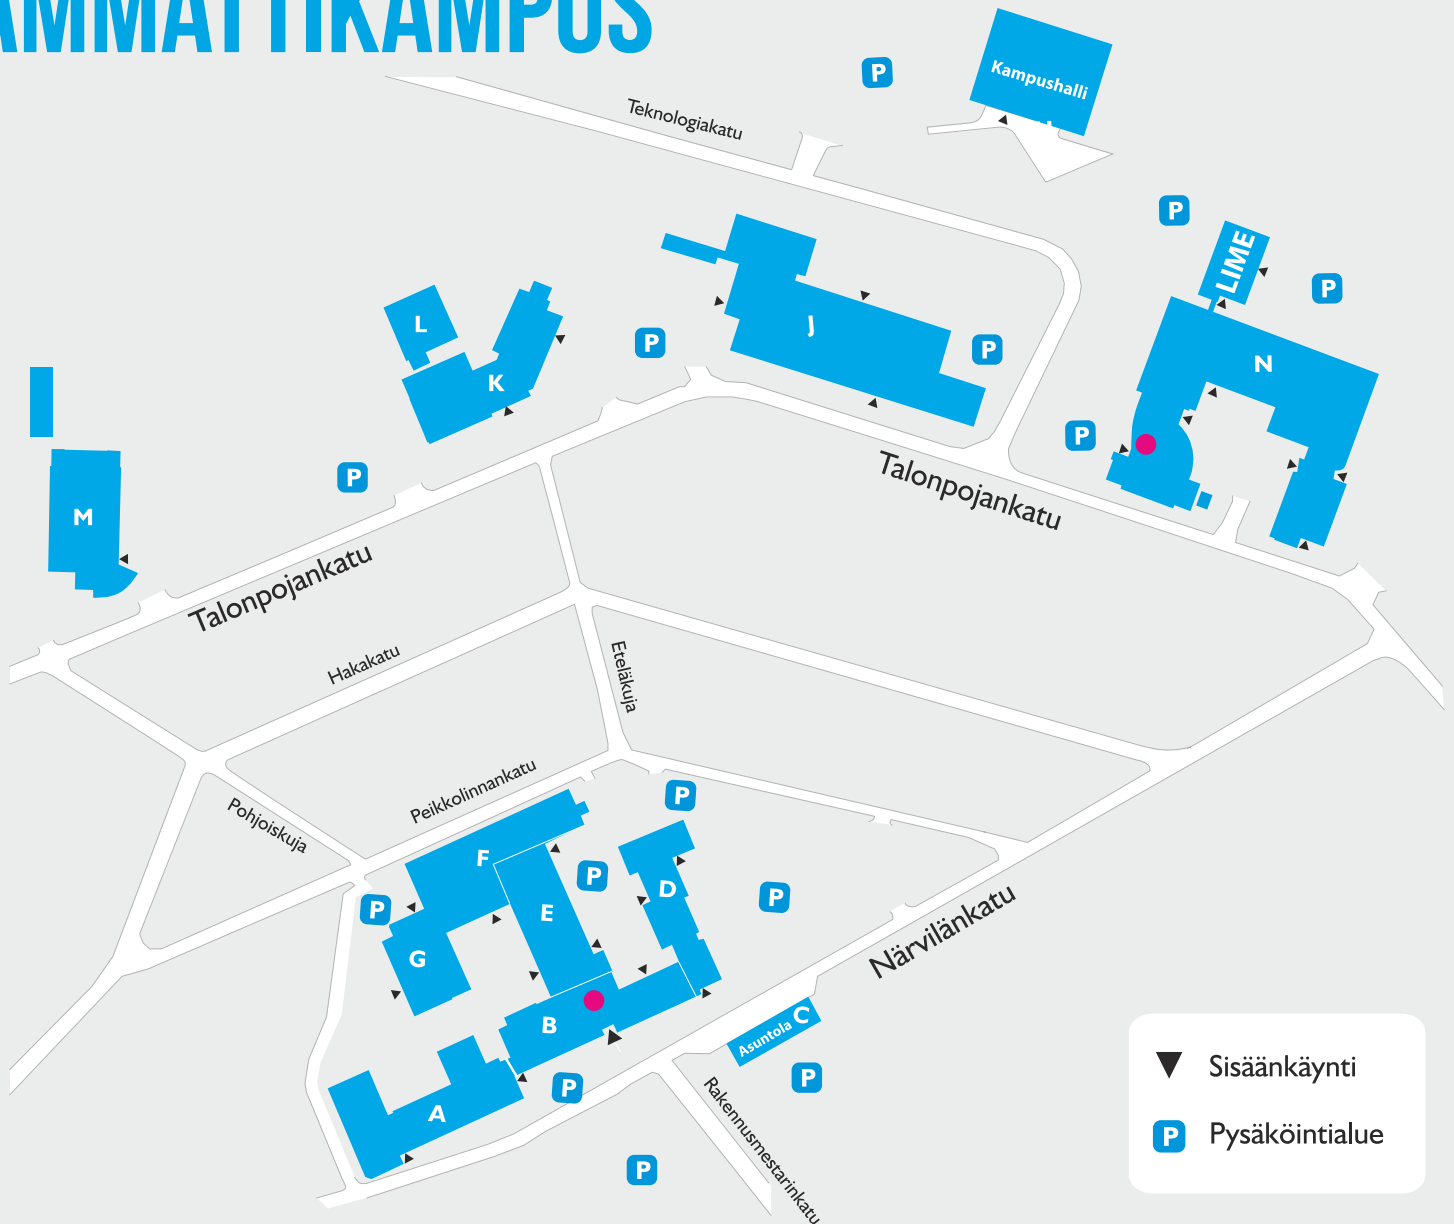 AMMATTIKAMPUS
P
Kampushalli
Teknologiakatu
P
LIME
P
L
J
P
P
N
K
P
P
M
Talonpojankatu
Talonpojankatu
Hakakatu
Eteläkuja
Peikkolinnankatu
Pohjoiskuja
P
F
P
D
P
P
E
G
Närvilänkatu
B
Asuntola C
P
P
A
Rakennusmestarinkatu
P
Sisäänkäynti
P Pysäköintialue